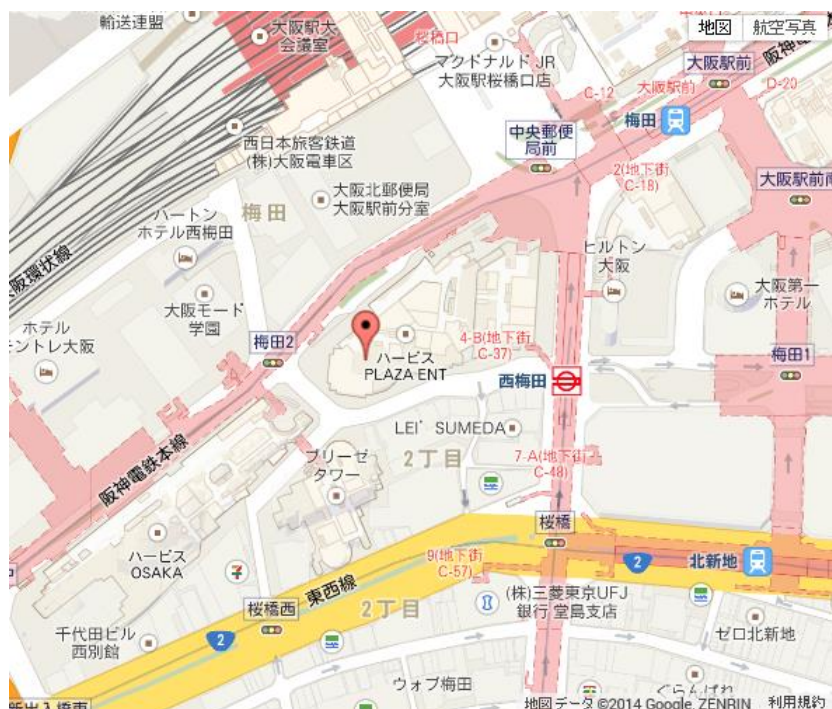 輸送連盟
大阪駅大
会議室
桜橋口
マクドナルド JR
大阪駅桜橋口店
地図
航空写真
大阪駅前
大阪駅前
D-20
C-12
梅田
中央郵便
局前
西日本旅客鉄道
(株)大阪電車区
2(地下街
C-18)
大阪北郵便局
大阪駅前分室
梅田
ハートン
ホテル西梅田
大阪環状線
ヒルトン
大阪
大阪第一
ホテル
大阪モード
学園
ホテル
梅田2
ハービス
PLAZA ENT
4-B(地下街
C-37)
西梅田
梅田1
LEI' SUMEDA
2丁目
7-A(地下街
C-48)
ブリーゼ
タワー
阪神電鉄本線
桜橋
ハービス
OSAKA
東西線
9(地下街
C-57)
2
北新地
(株)三菱東京UFJ
銀行 堂島支店
桜橋西
2丁目
千代田ビル
西別館
2
ゼロ北新地
ウォブ梅田
ぐらんぱれ
地図データ ©2014 Google, ZENRIN
利用規約